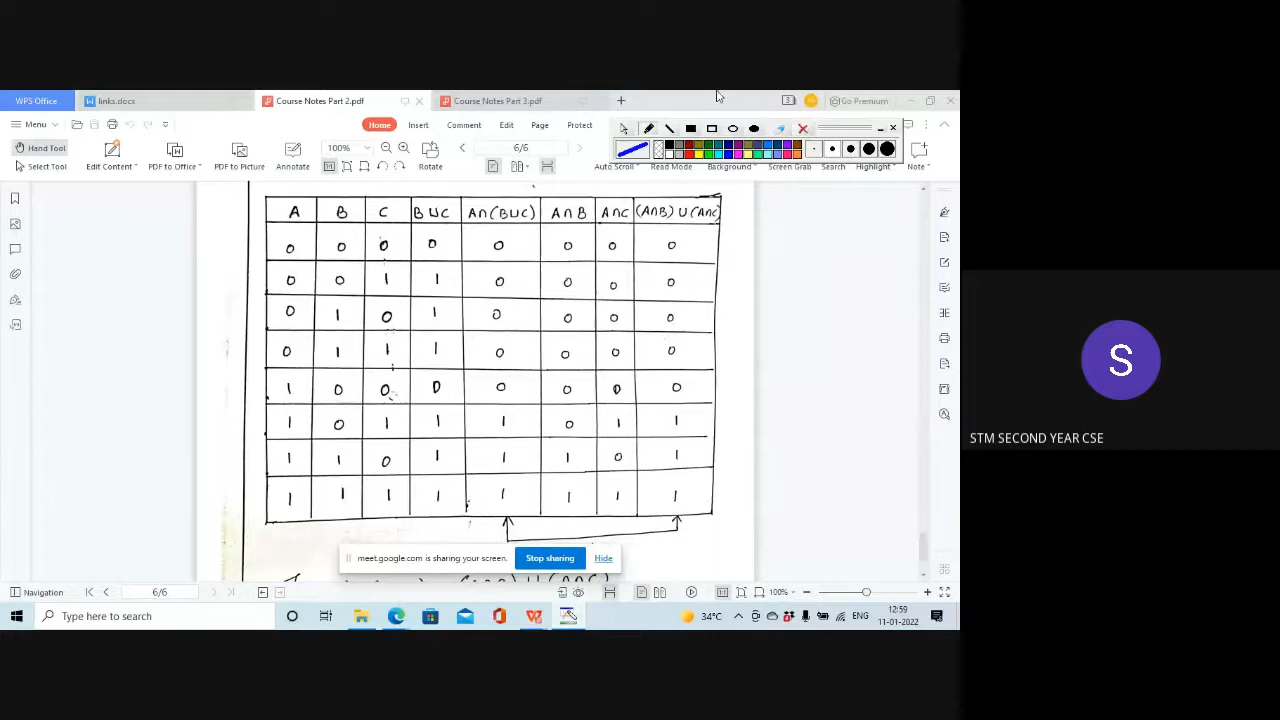 WPS Office links.docx Course Notes Part 2.pdf Course Notes Part 3.pdf + 3 Go Premium
Menu Home Insert Comment Edit Page Protect
Hand Tool 100% 6/6
Select Edit Content PDF to Office PDF to Picture Annotate Rotate Auto Scroll Read Mode Background Screen Grab Search Highlight Note
A B C B∪C A∩(B∪C) A∩B A∩C (A∩B)∪(A∩C)
0 0 0 0 0 0 0 0
0 0 1 1 0 0 0 0
0 1 0 1 0 0 0 0
0 1 1 1 0 0 0 0
1 0 0 0 0 0 0 0
1 0 1 1 1 0 1 1
1 1 0 1 1 1 0 1
1 1 1 1 1 1 1 1
S
STM SECOND YEAR CSE
meet.google.com is sharing your screen. Stop sharing Hide
Navigation 6/6 100%
Type here to search 34°C ENG 12:59
11-01-2022